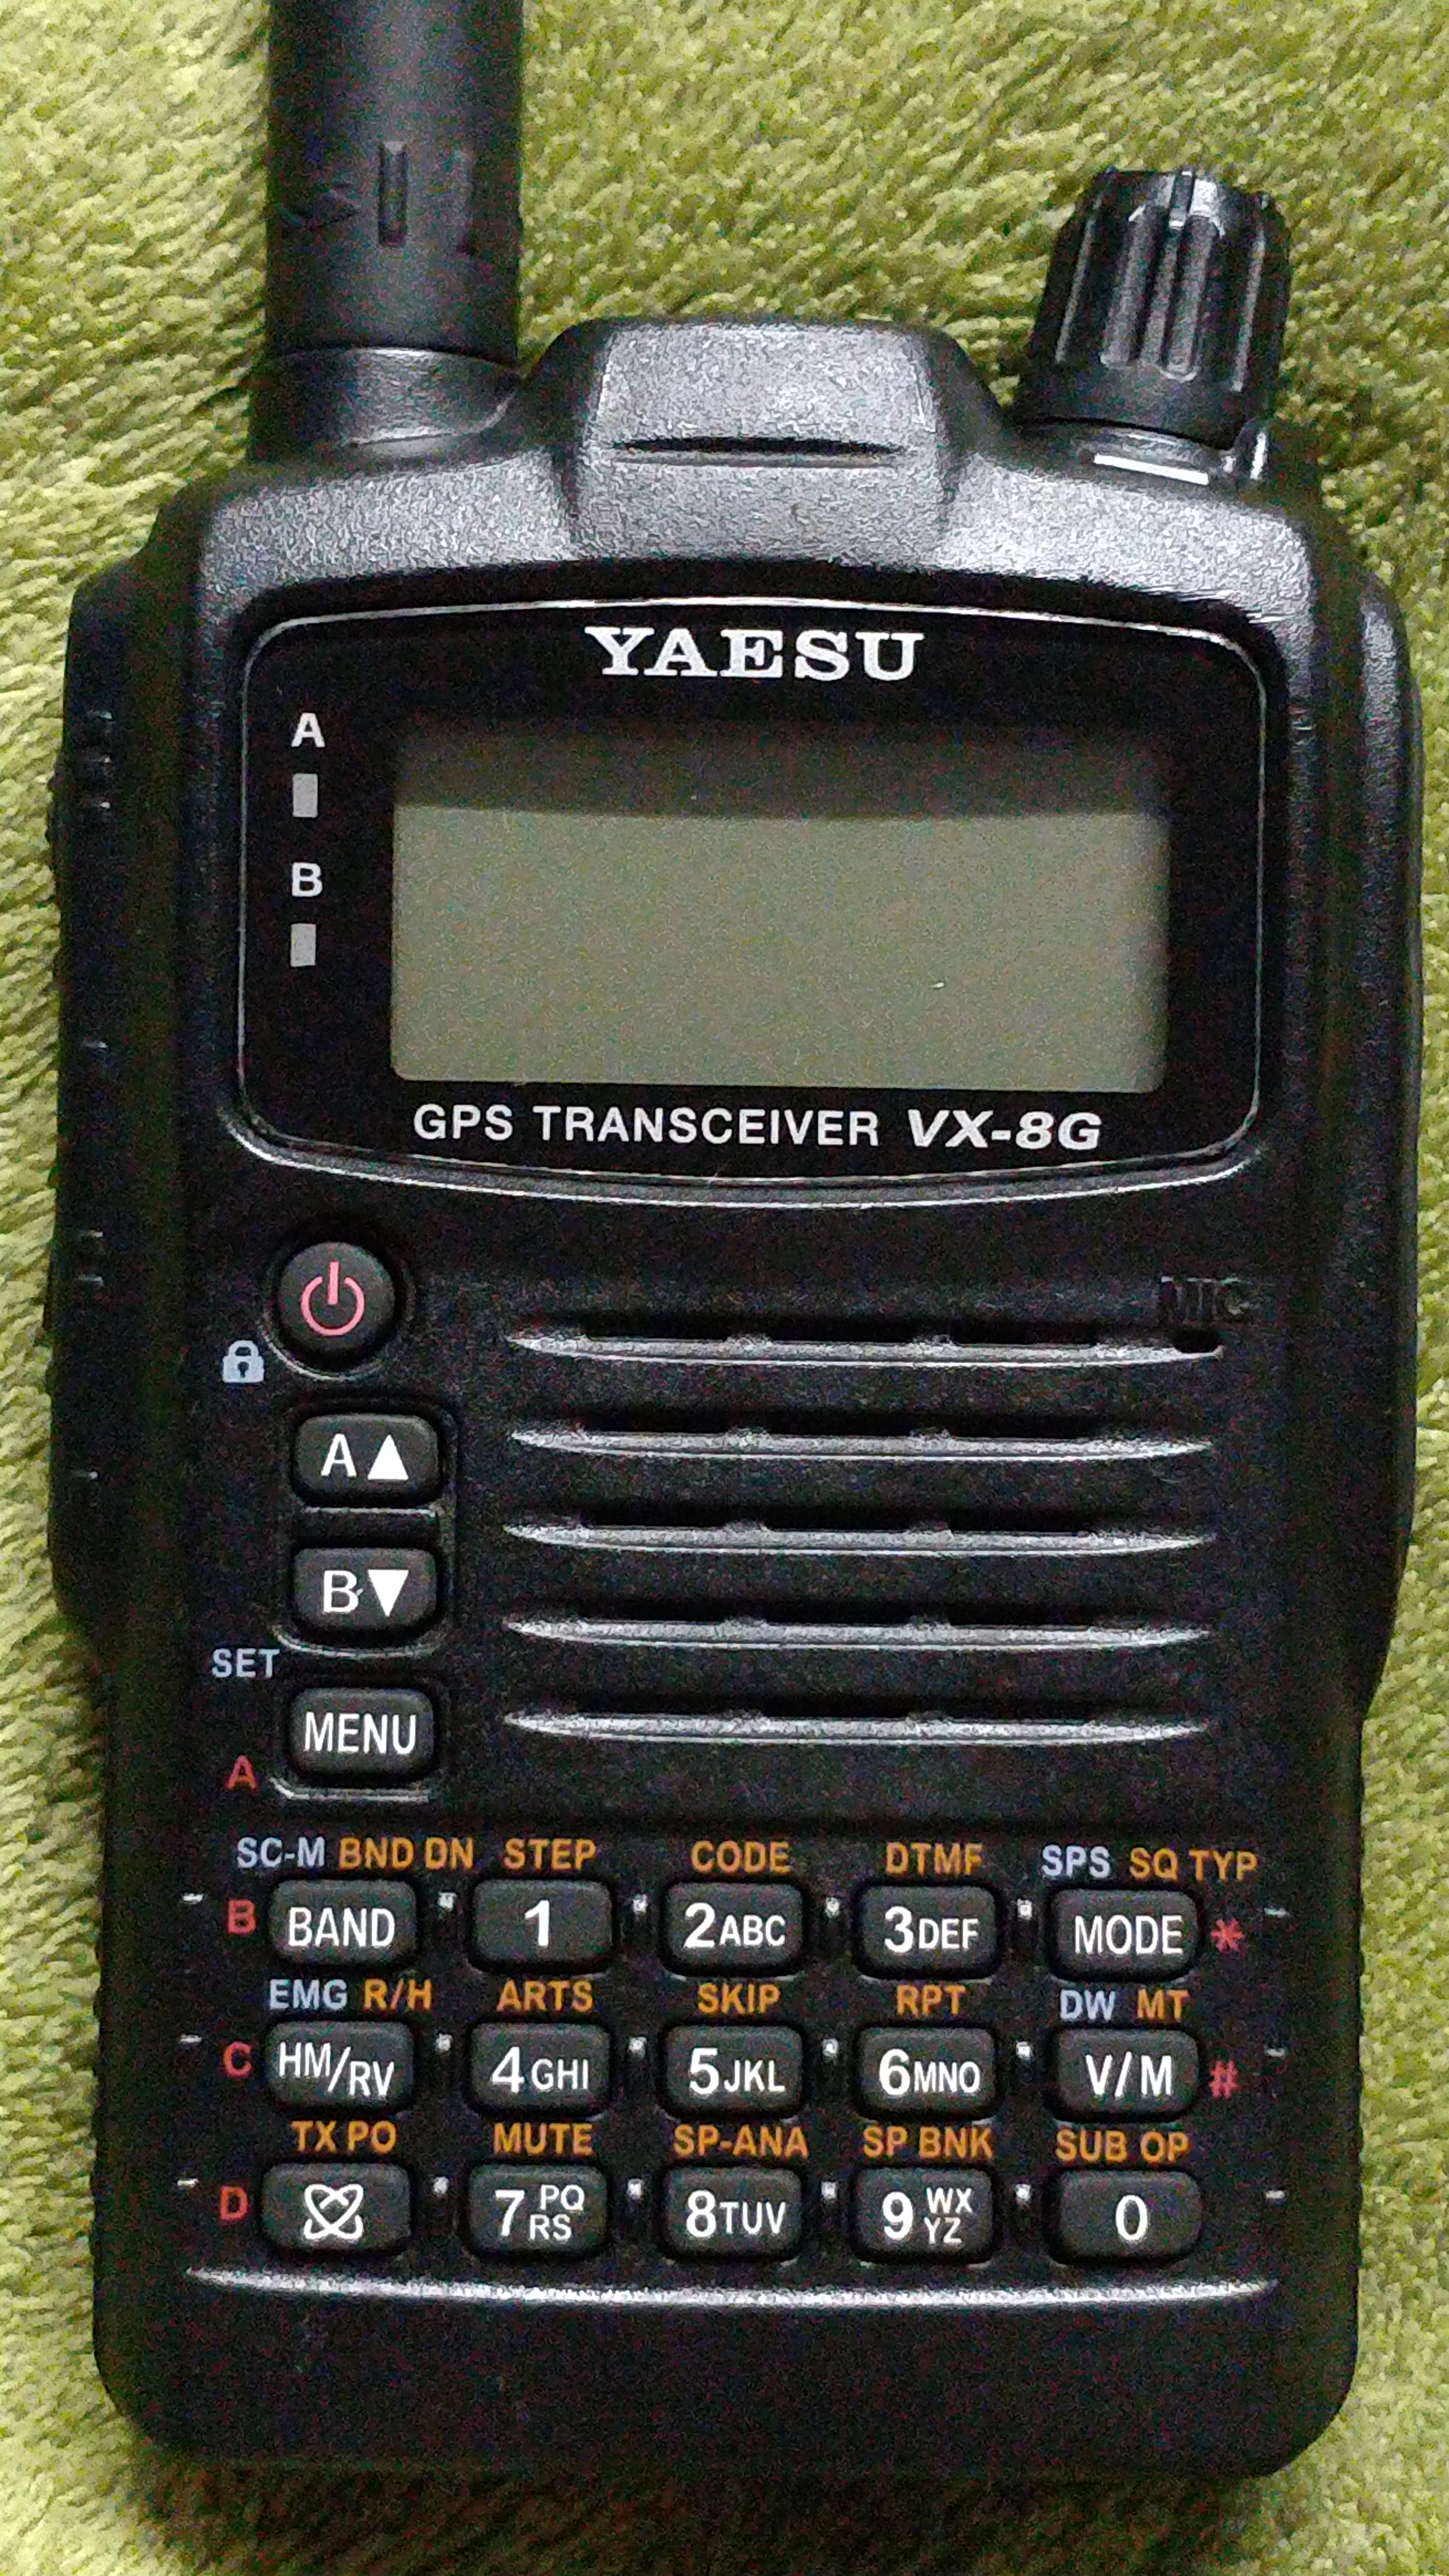 YAESU
A
B
GPS TRANSCEIVER VX-8G
MIC
A▲
B▼
SET
MENU
A
SC-M BND DN STEP CODE DTMF SPS SQ TYP
B BAND 1 2ABC 3DEF MODE *
EMG R/H ARTS SKIP RPT DW MT
C HM/RV 4GHI 5JKL 6MNO V/M #
TX PO MUTE SP-ANA SP BNK SUB OP
D 7PQRS 8TUV 9WXYZ 0